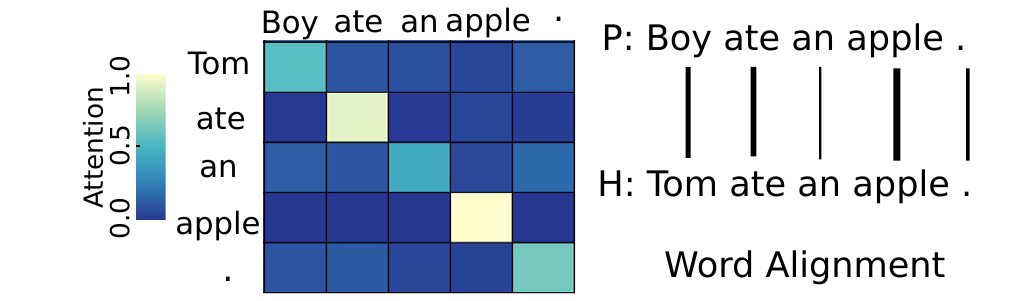 Boy ate an apple .
Tom
ate
an
apple
.
Attention
0.0 0.5 1.0
P: Boy ate an apple .
H: Tom ate an apple .
Word Alignment